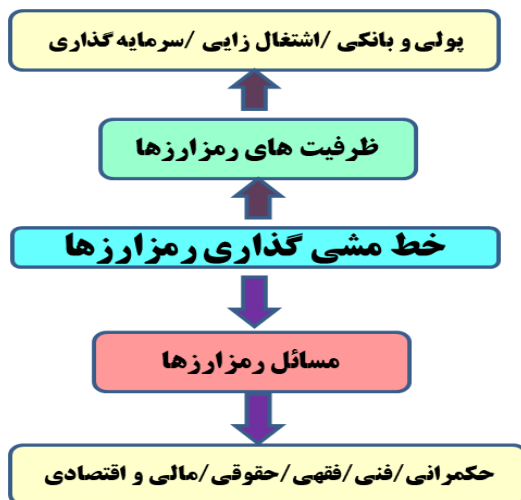 پولی و بانکی /اشتغال زایی /سرمایه گذاری
ظرفیت های رمزارزها
خط مشی گذاری رمزارزها
مسائل رمزارزها
حکمرانی/فنی/فقهی/حقوقی/مالی و اقتصادی